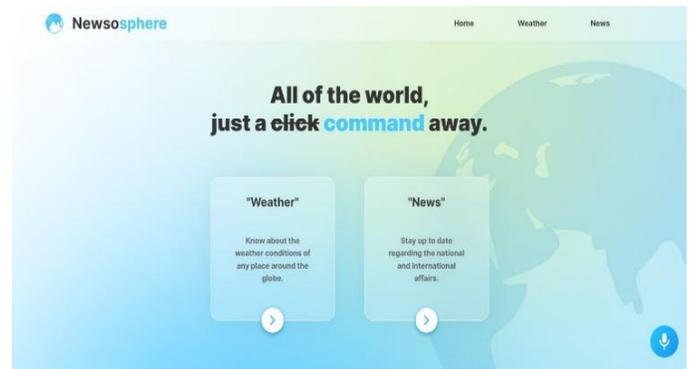 Newsosphere
Home Weather News
All of the world,
just a click command away.
"Weather"
Know about the
weather conditions of
any place around the
globe.
"News"
Stay up to date
regarding the national
and international
affairs.